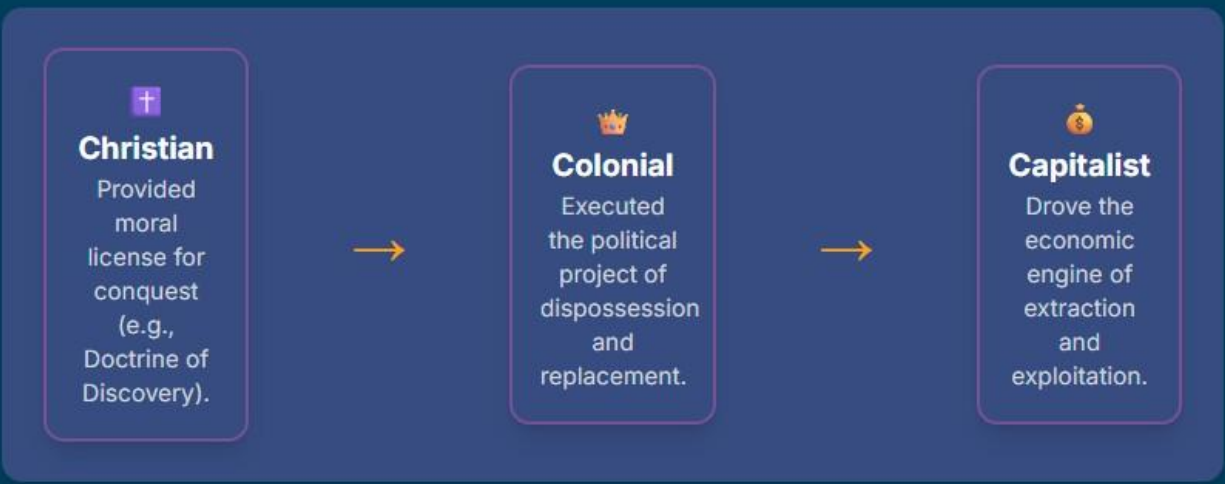 Christian
Provided
moral
license for
conquest
(e.g.,
Doctrine of
Discovery).
→
Colonial
Executed
the political
project of
dispossession
and
replacement.
→
Capitalist
Drove the
economic
engine of
extraction
and
exploitation.